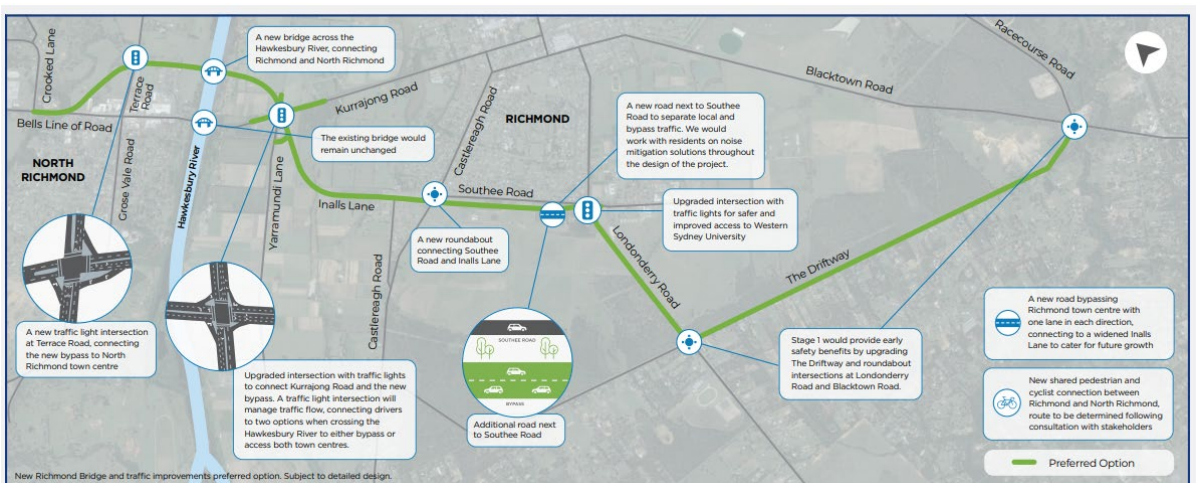 Crooked Lane
Terrace
Road
A new bridge across the
Hawkesbury River, connecting
Richmond and North Richmond
Racecourse Road
Blacktown Road
Kurrajong Road
Bells Line of Road
The existing bridge would
remain unchanged
Castlereagh Road
RICHMOND
A new road next to Southee
Road to separate local and
bypass traffic. We would
work with residents on noise
mitigation solutions throughout
the design of the project.
NORTH
RICHMOND
Grose Vale Road
Hawkesbury River
Yarramundi Lane
Inalls Lane
Southee Road
Upgraded intersection with
traffic lights for safer and
improved access to Western
Sydney University
A new roundabout
connecting Southee
Road and Inalls Lane
Londonderry Road
The Driftway
Castlereagh Road
A new traffic light intersection
at Terrace Road, connecting
the new bypass to North
Richmond town centre
Upgraded intersection with traffic lights
to connect Kurrajong Road and the new
bypass. A traffic light intersection will
manage traffic flow, connecting drivers
to two options when crossing the
Hawkesbury River to either bypass or
access both town centres.
SOUTHEE ROAD
BYPASS
Additional road next
to Southee Road
Stage 1 would provide early
safety benefits by upgrading
The Driftway and roundabout
intersections at Londonderry
Road and Blacktown Road.
A new road bypassing
Richmond town centre with
one lane in each direction,
connecting to a widened Inalls
Lane to cater for future growth
New shared pedestrian and
cyclist connection between
Richmond and North Richmond,
route to be determined following
consultation with stakeholders
Preferred Option
New Richmond Bridge and traffic improvements preferred option. Subject to detailed design.